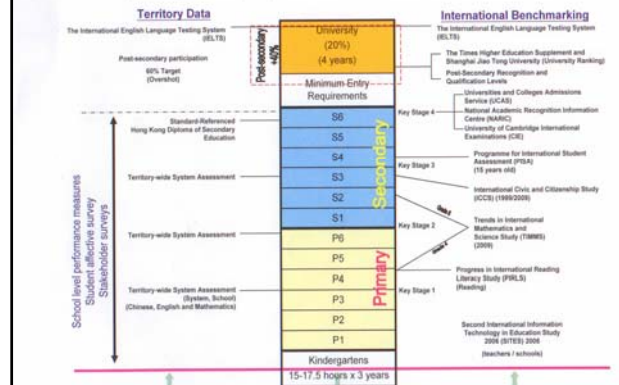 Territory Data
The International English Language Testing System
(IELTS)
Post-secondary participation
60% Target
(Overshot)
Standard-Referenced
Hong Kong Diploma of Secondary
Education
Territory-wide System Assessment
Territory-wide System Assessment
Territory-wide System Assessment
(System, School)
(Chinese, English and Mathematics)
School level performance measures
Student affective survey
Stakeholder surveys
Post-secondary
+40%
University
(20%)
(4 years)
Minimum Entry
Requirements
S6
S5
S4
S3
S2
S1
Secondary
P6
P5
P4
P3
P2
P1
Primary
Kindergartens
15-17.5 hours x 3 years
Key Stage 4
Key Stage 3
Key Stage 2
Key Stage 1
International Benchmarking
The International English Language Testing System
(IELTS)
The Times Higher Education Supplement and
Shanghai Jiao Tong University (University Ranking)
Post-Secondary Recognition and
Qualification Levels
Universities and Colleges Admissions
Service (UCAS)
National Academic Recognition Information
Centre (NARIC)
University of Cambridge International
Examinations (CIE)
Programme for International Student
Assessment (PISA)
(15 years old)
International Civic and Citizenship Study
(ICCS) (1999/2009)
Grade 8
Grade 4
Trends in International
Mathematics and
Science Study (TIMMS)
(2009)
Progress in International Reading
Literacy Study (PIRLS)
(Reading)
Second International Information
Technology in Education Study
2006 (SITES) 2006
(teachers / schools)